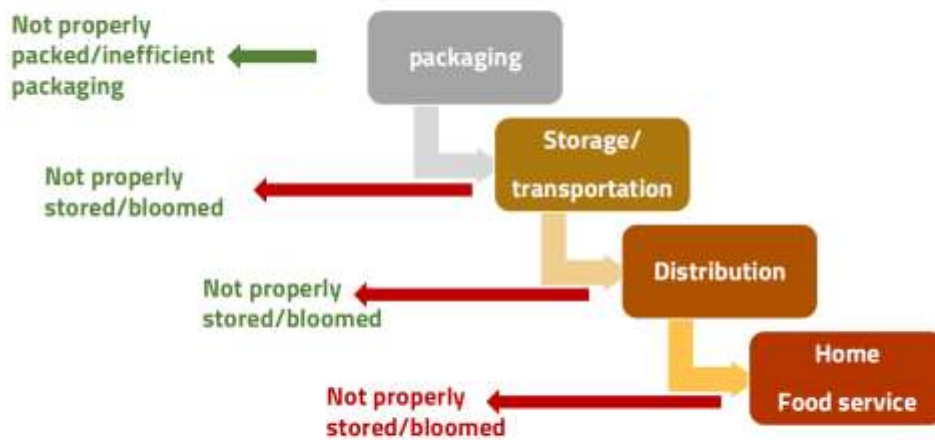 Not properly
packed/inefficient
packaging
packaging
Storage/
transportation
Not properly
stored/bloomed
Distribution
Not properly
stored/bloomed
Home
Food service
Not properly
stored/bloomed